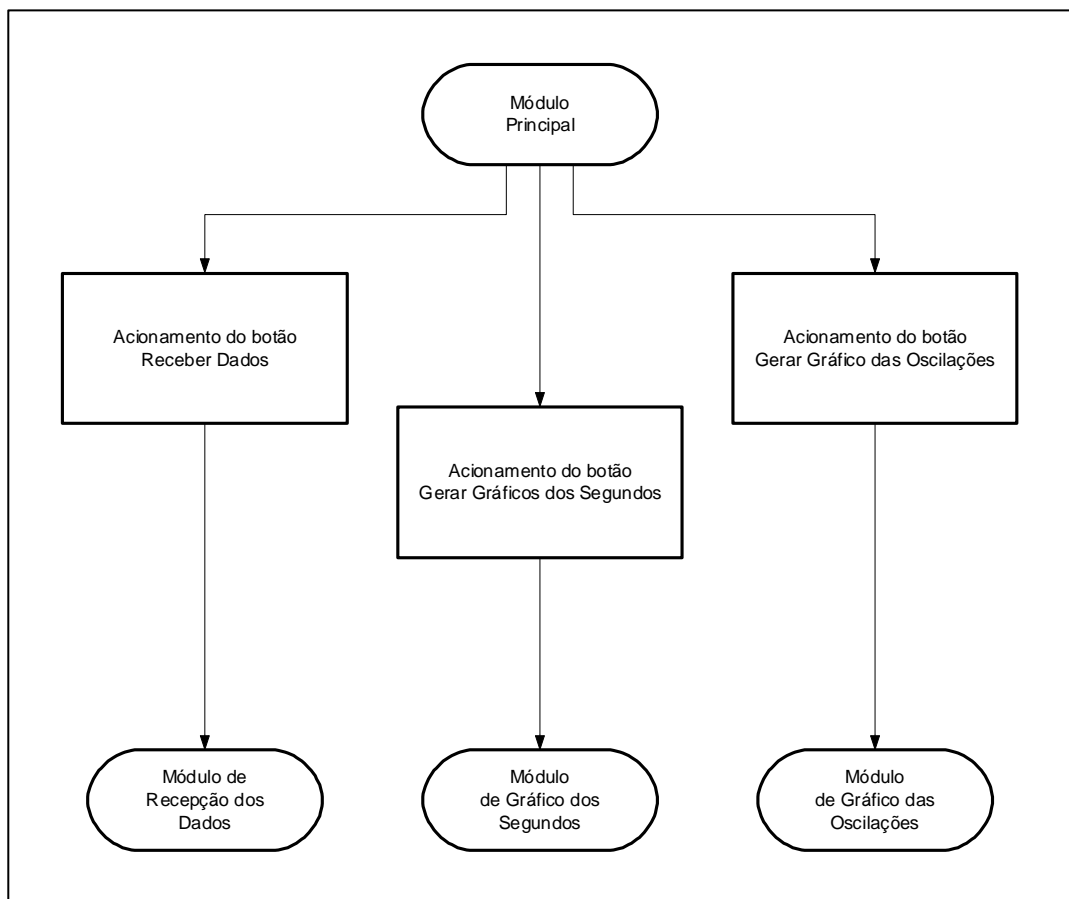 Módulo
Principal
Acionamento do botão
Receber Dados
Acionamento do botão
Gerar Gráfico das Oscilações
Acionamento do botão
Gerar Gráficos dos Segundos
Módulo de
Recepção dos
Dados
Módulo
de Gráfico dos
Segundos
Módulo
de Gráfico das
Oscilações